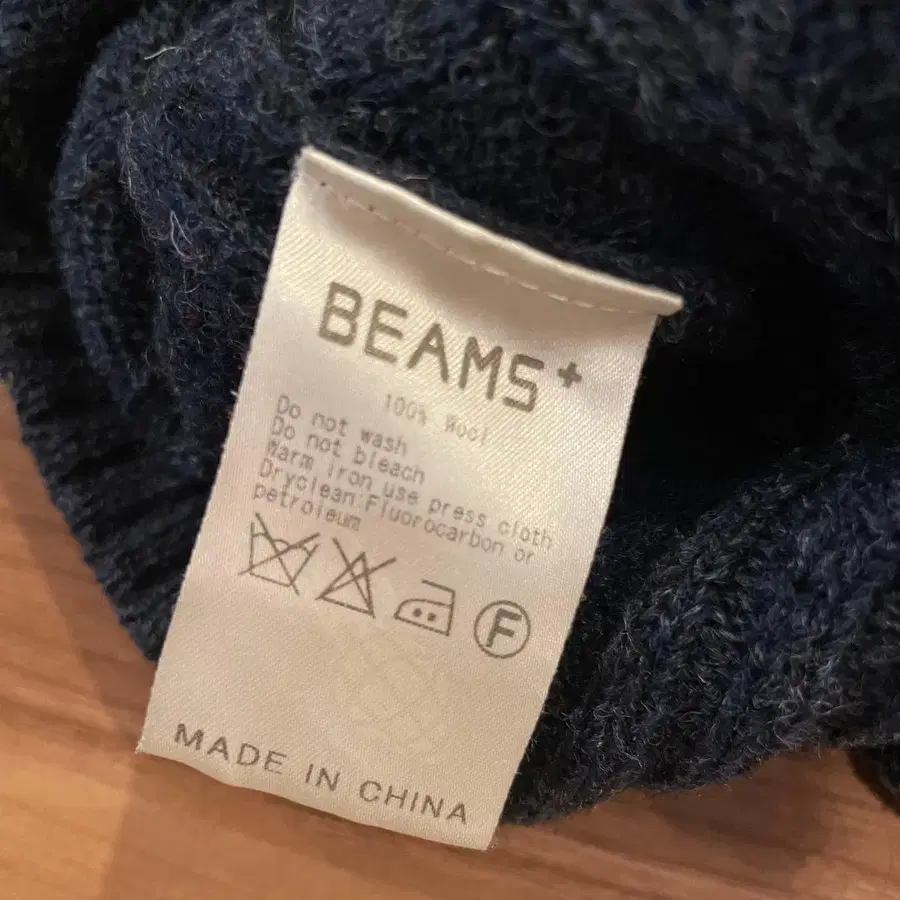 BEAMS+
100% Wool
Do not wash
Do not bleach
Warm iron use press cloth
Dryclean:Fluorocarbon or
petroleum
F
MADE IN CHINA